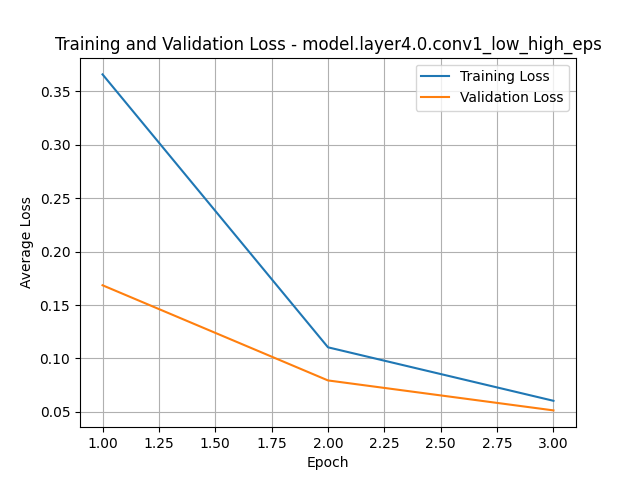 Training and Validation Loss - model.layer4.0.conv1_low_high_eps
Training Loss
Validation Loss
Average Loss
0.35
0.30
0.25
0.20
0.15
0.10
0.05
1.00 1.25 1.50 1.75 2.00 2.25 2.50 2.75 3.00
Epoch